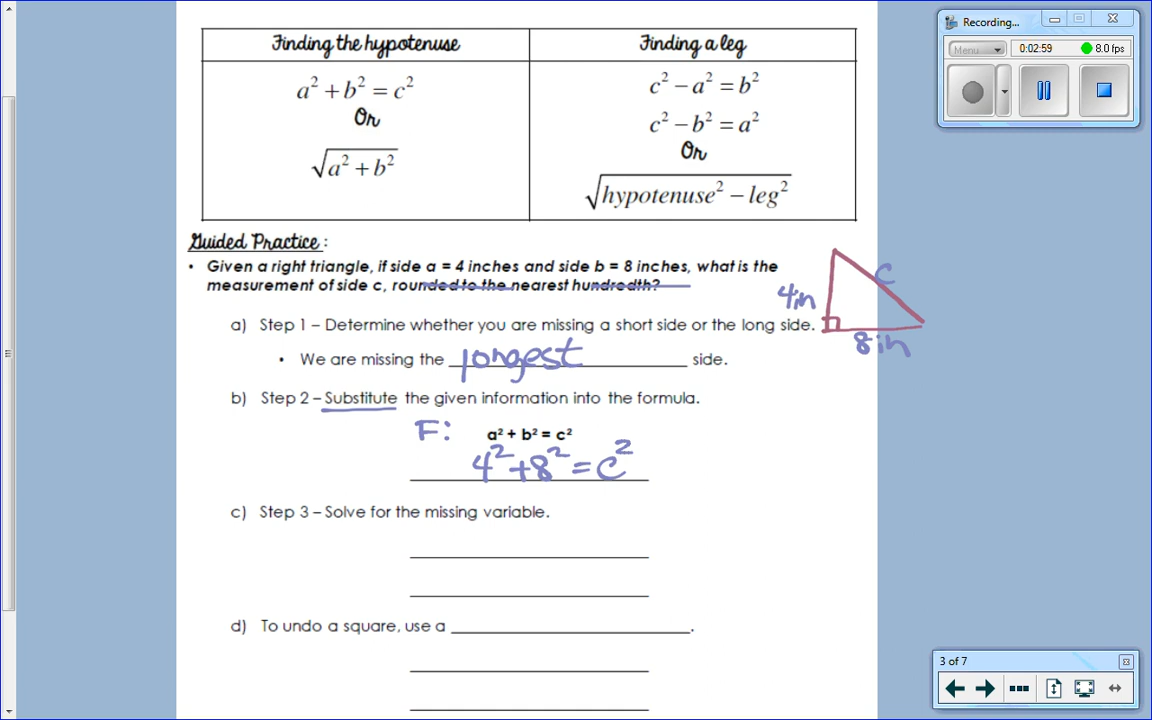 Finding the hypotenuse
a² + b² = c²
Or
√a² + b²
Finding a leg
c² − a² = b²
c² − b² = a²
Or
√hypotenuse² − leg²
Guided Practice:
• Given a right triangle, if side a = 4 inches and side b = 8 inches, what is the
measurement of side c, rounded to the nearest hundredth?
c
4in
8in
a) Step 1 – Determine whether you are missing a short side or the long side.
• We are missing the longest side.
b) Step 2 – Substitute the given information into the formula.
F: a² + b² = c²
4² + 8² = c²
c) Step 3 – Solve for the missing variable.
d) To undo a square, use a ______________________.
Recording...
Menu
0:02:59
8.0 fps
3 of 7